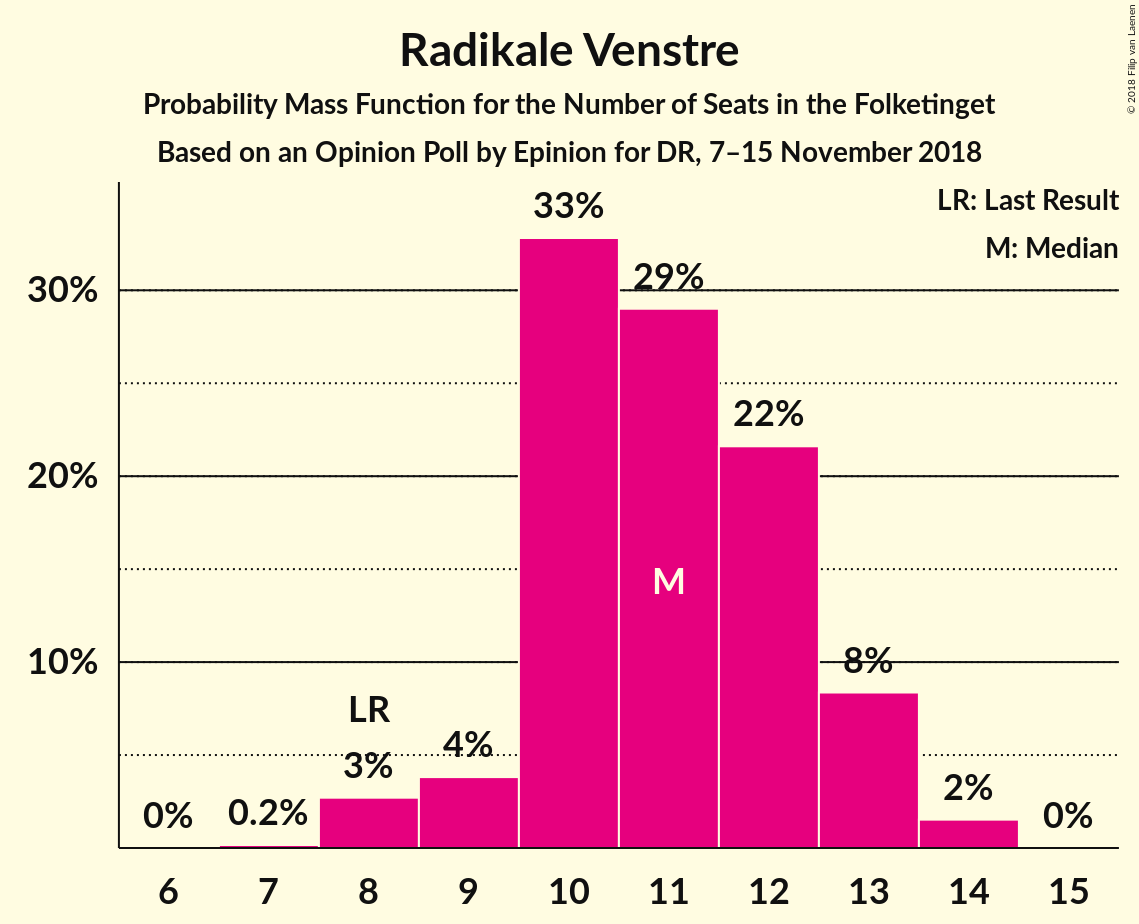 Radikale Venstre
Probability Mass Function for the Number of Seats in the Folketinget
Based on an Opinion Poll by Epinion for DR, 7–15 November 2018
© 2018 Filip van Laenen
LR: Last Result
M: Median
33%
29%
30%
22%
20%
M
10%
8%
LR
4%
3%
2%
0%
0.2%
0%
6 7 8 9 10 11 12 13 14 15